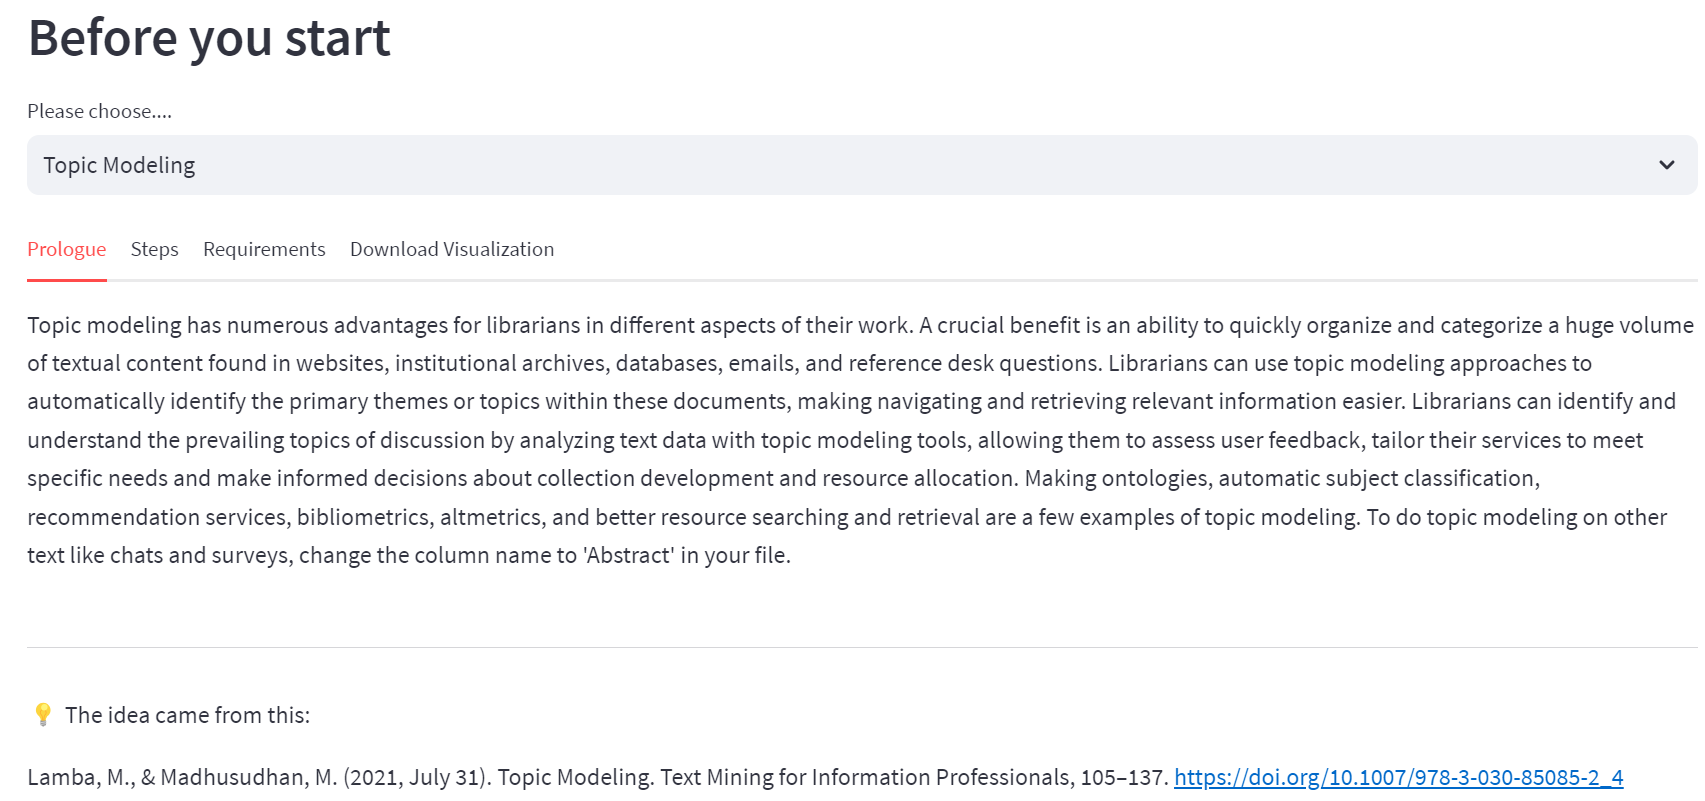 Before you start
Please choose....
Topic Modeling
Prologue Steps Requirements Download Visualization
Topic modeling has numerous advantages for librarians in different aspects of their work. A crucial benefit is an ability to quickly organize and categorize a huge volume
of textual content found in websites, institutional archives, databases, emails, and reference desk questions. Librarians can use topic modeling approaches to
automatically identify the primary themes or topics within these documents, making navigating and retrieving relevant information easier. Librarians can identify and
understand the prevailing topics of discussion by analyzing text data with topic modeling tools, allowing them to assess user feedback, tailor their services to meet
specific needs and make informed decisions about collection development and resource allocation. Making ontologies, automatic subject classification,
recommendation services, bibliometrics, altmetrics, and better resource searching and retrieval are a few examples of topic modeling. To do topic modeling on other
text like chats and surveys, change the column name to 'Abstract' in your file.
💡 The idea came from this:
Lamba, M., & Madhusudhan, M. (2021, July 31). Topic Modeling. Text Mining for Information Professionals, 105–137. https://doi.org/10.1007/978-3-030-85085-2_4